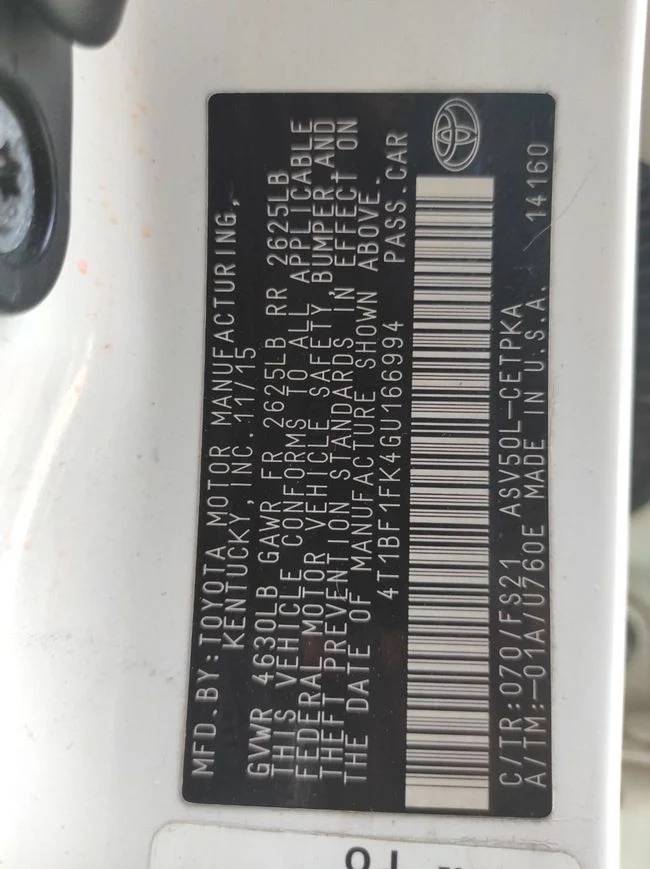 MFD.BY:TOYOTA MOTOR MANUFACTURING,
KENTUCKY, INC. 11/15
GVWR 4630LB GAWR FR 2625LB RR 2625LB
THIS VEHICLE CONFORMS TO ALL APPLICABLE
FEDERAL MOTOR VEHICLE SAFETY, BUMPER, AND
THEFT PREVENTION STANDARDS IN EFFECT ON
THE DATE OF MANUFACTURE SHOWN ABOVE.
4T1BF1FK4GU166994 PASS.CAR
C/TR:070/FS21 ASV50L-CETPKA
A/TM:-01A/U760E MADE IN U.S.A. 14160